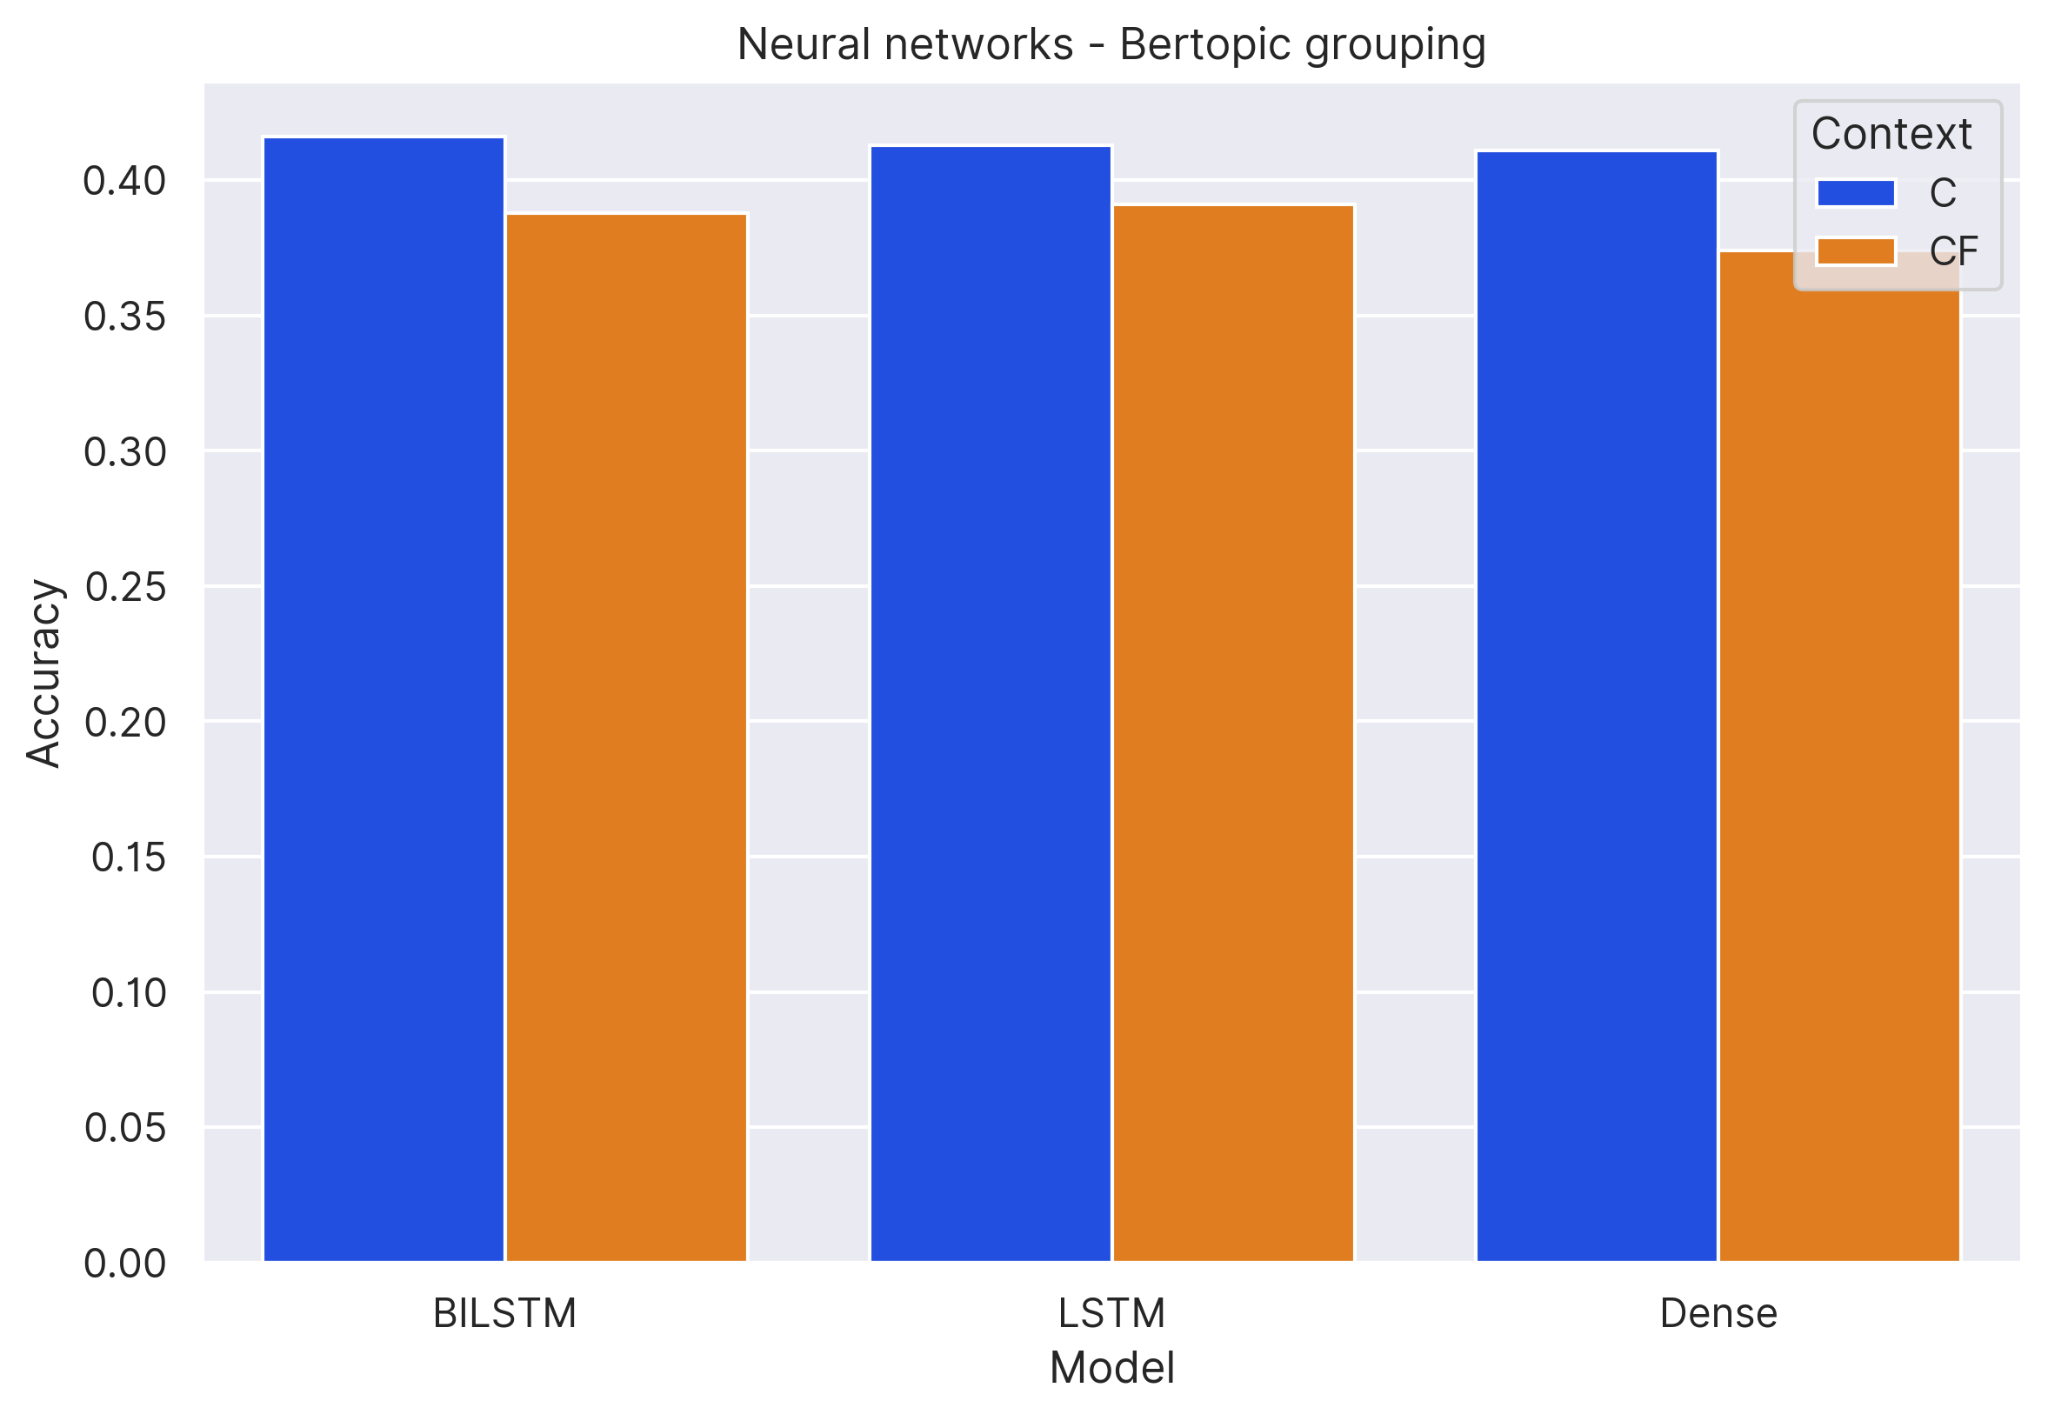 Neural networks - Bertopic grouping
Context
C
CF
0.40
0.35
0.30
0.25
0.20
0.15
0.10
0.05
0.00
Accuracy
BILSTM LSTM Dense
Model